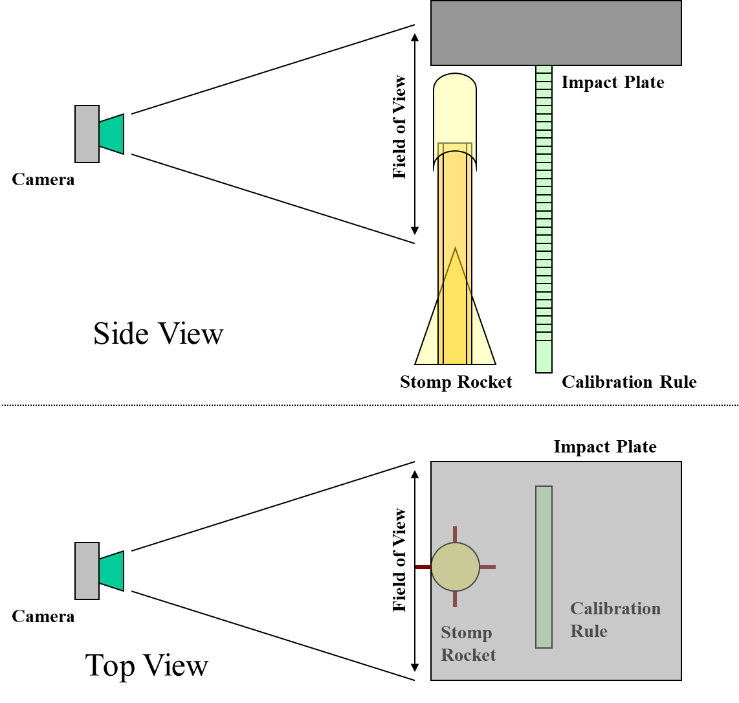 Impact Plate
Field of View
Camera
Side View
Stomp Rocket
Calibration Rule
Impact Plate
Field of View
Camera
Calibration
Rule
Stomp
Rocket
Top View